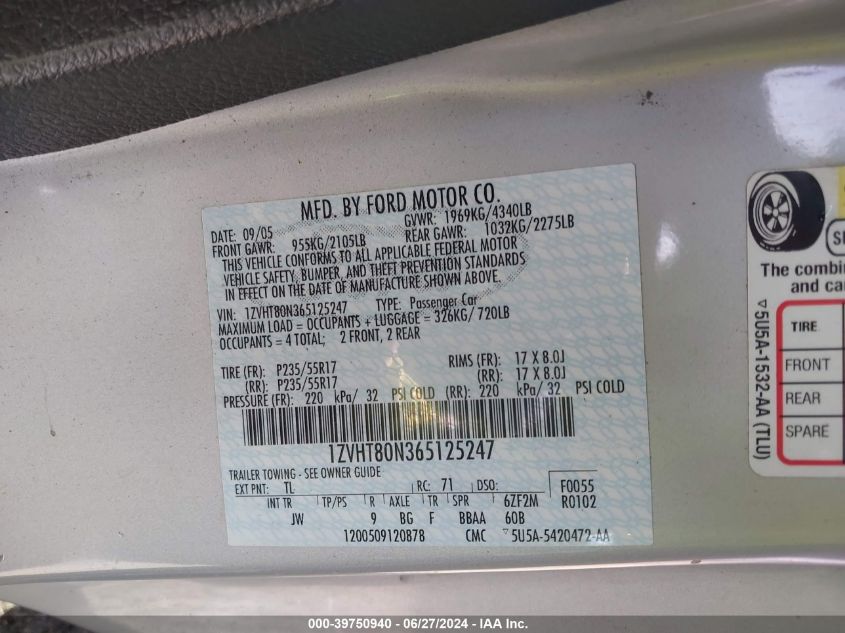 MFD. BY FORD MOTOR CO.
DATE: 09/05 GVWR: 1969KG/4340LB
FRONT GAWR: 955KG/2105LB REAR GAWR: 1032KG/2275LB
THIS VEHICLE CONFORMS TO ALL APPLICABLE FEDERAL MOTOR
VEHICLE SAFETY, BUMPER, AND THEFT PREVENTION STANDARDS
IN EFFECT ON THE DATE OF MANUFACTURE SHOWN ABOVE.
VIN: 1ZVHT80N365125247 TYPE: Passenger Car
MAXIMUM LOAD = OCCUPANTS + LUGGAGE = 326KG/720LB
OCCUPANTS = 4 TOTAL; 2 FRONT, 2 REAR
TIRE (FR): P235/55R17 RIMS (FR): 17 X 8.0J
(RR): P235/55R17 (RR): 17 X 8.0J
PRESSURE (FR): 220 kPa/ 32 PSI COLD (RR): 220 kPa/ 32 PSI COLD
1ZVHT80N365125247
TRAILER TOWING - SEE OWNER GUIDE
EXT PNT: TL RC: 71 DSO: F0055
INT TR TP/PS R AXLE TR SPR 6ZF2M R0102
JW 9 BG F BBAA 60B
1200509120878 CMC ▽5U5A-5420472-AA
The combin
and ca
▽5U5A-1532-AA (TLU)
TIRE
FRONT
REAR
SPARE
000-39750940 - 06/27/2024 - IAA Inc.